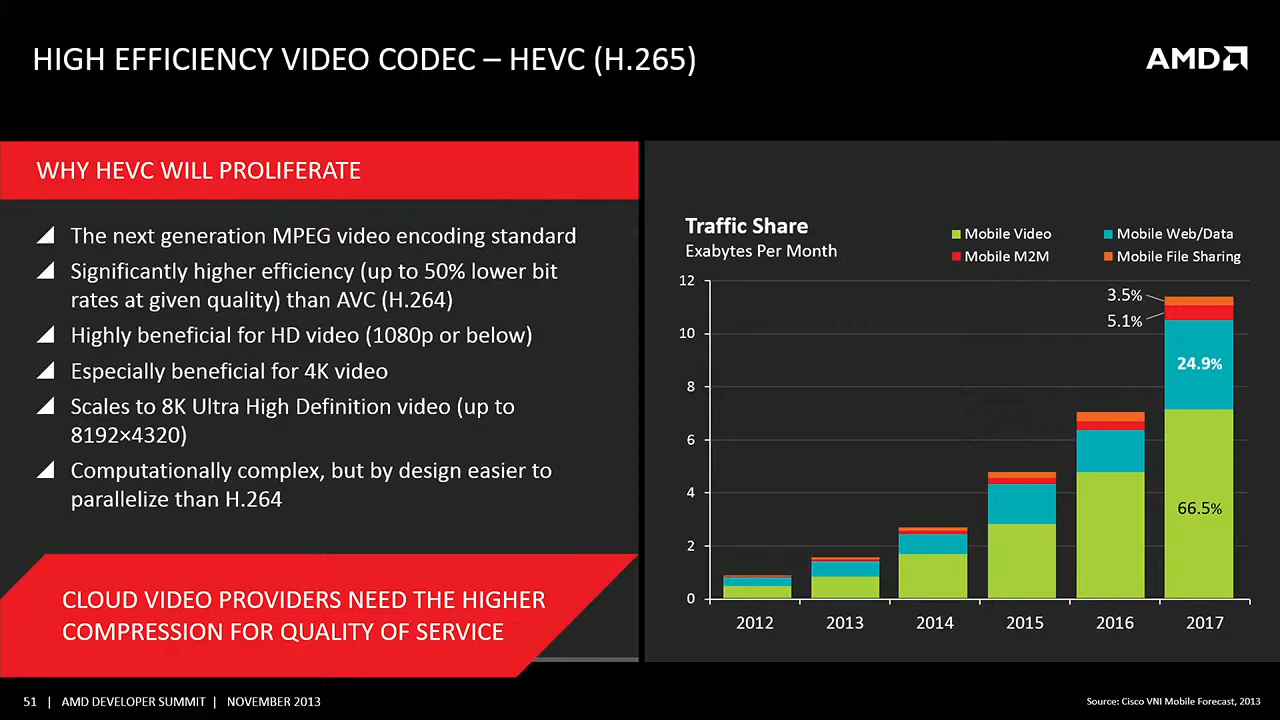 HIGH EFFICIENCY VIDEO CODEC – HEVC (H.265)
AMD
WHY HEVC WILL PROLIFERATE
The next generation MPEG video encoding standard
Significantly higher efficiency (up to 50% lower bit
rates at given quality) than AVC (H.264)
Highly beneficial for HD video (1080p or below)
Especially beneficial for 4K video
Scales to 8K Ultra High Definition video (up to
8192×4320)
Computationally complex, but by design easier to
parallelize than H.264
CLOUD VIDEO PROVIDERS NEED THE HIGHER
COMPRESSION FOR QUALITY OF SERVICE
Traffic Share
Exabytes Per Month
Mobile Video
Mobile Web/Data
Mobile M2M
Mobile File Sharing
12
10
8
6
4
2
0
3.5%
5.1%
24.9%
66.5%
2012 2013 2014 2015 2016 2017
51 | AMD DEVELOPER SUMMIT | NOVEMBER 2013
Source: Cisco VNI Mobile Forecast, 2013